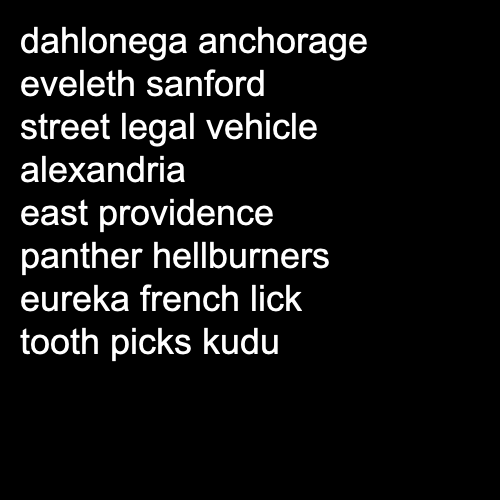 dahlonega anchorage
eveleth sanford
street legal vehicle
alexandria
east providence
panther hellburners
eureka french lick
tooth picks kudu